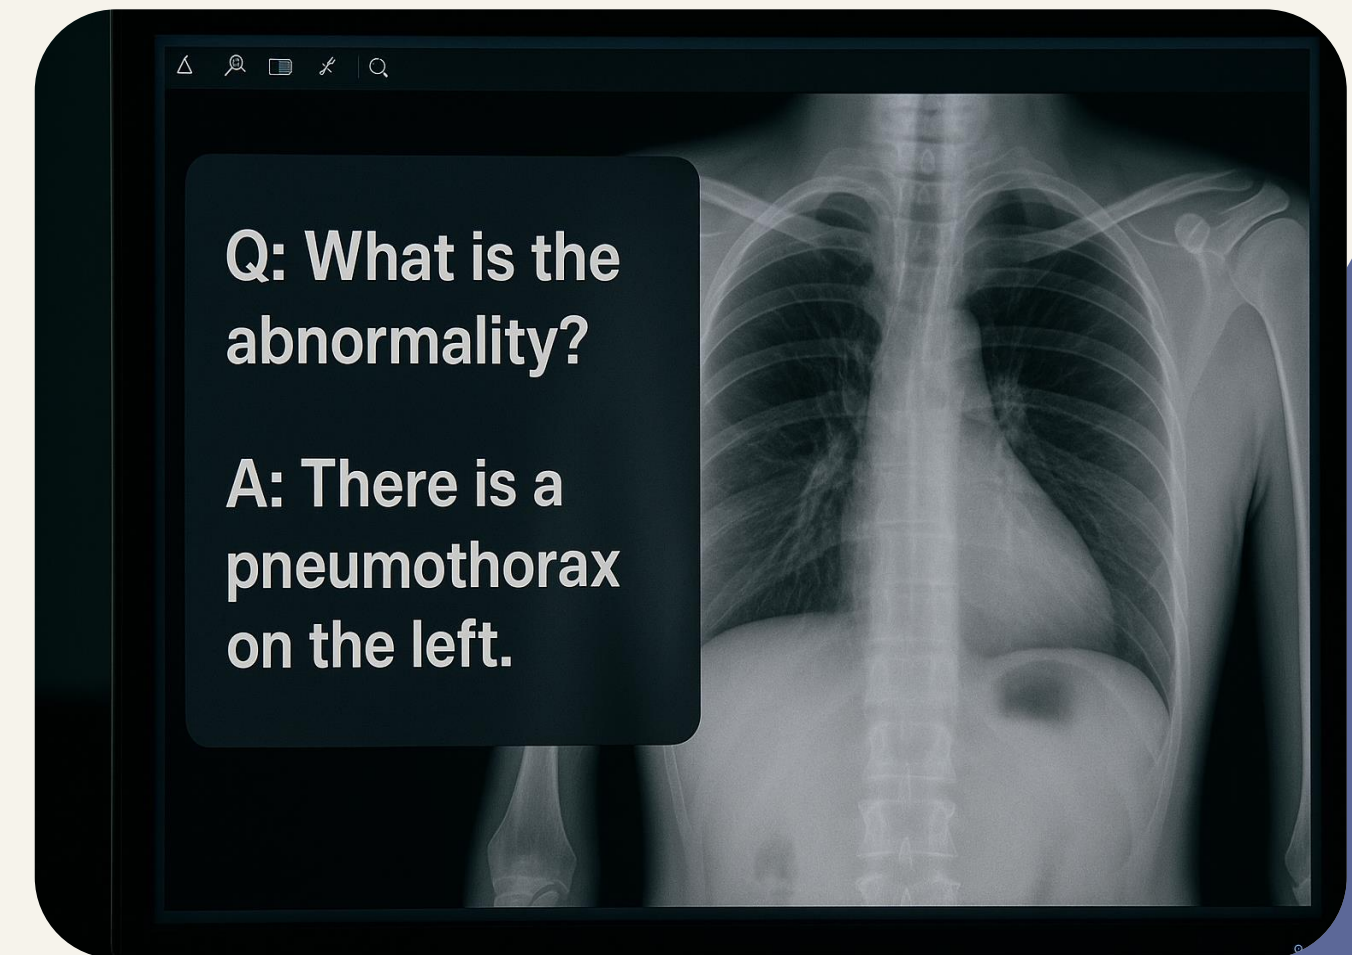 Q: What is the
abnormality?
A: There is a
pneumothorax
on the left.